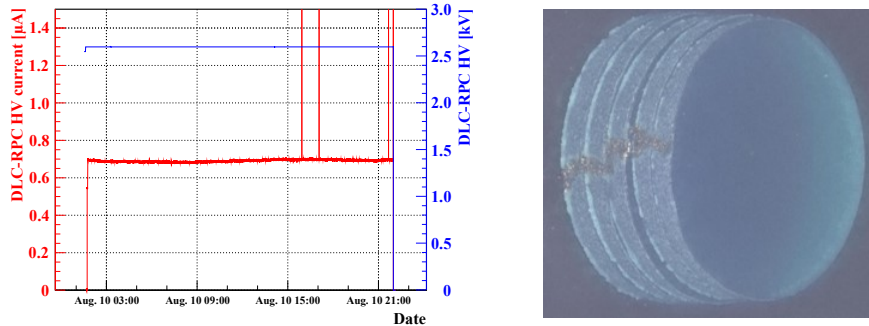 DLC-RPC HV current [μA]
1.4
1.2
1.0
0.8
0.6
0.4
0.2
0
3.0
2.5
2.0
1.5
1.0
0.5
0.0
DLC-RPC HV [kV]
Aug. 10 03:00
Aug. 10 09:00
Aug. 10 15:00
Aug. 10 21:00
Date